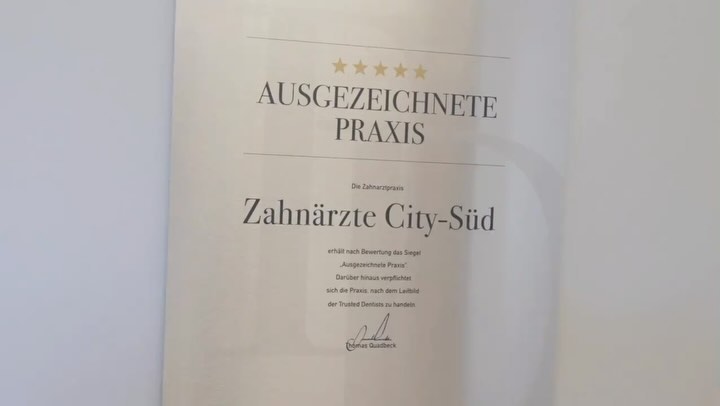 AUSGEZEICHNETE
PRAXIS
Die Zahnarztpraxis
Zahnärzte City-Süd
erhält nach Bewertung das Siegel
„Ausgezeichnete Praxis“.
Darüber hinaus verpflichtet
sich die Praxis, nach dem Leitbild
der Trusted Dentists zu handeln.
Thomas Quadbeck